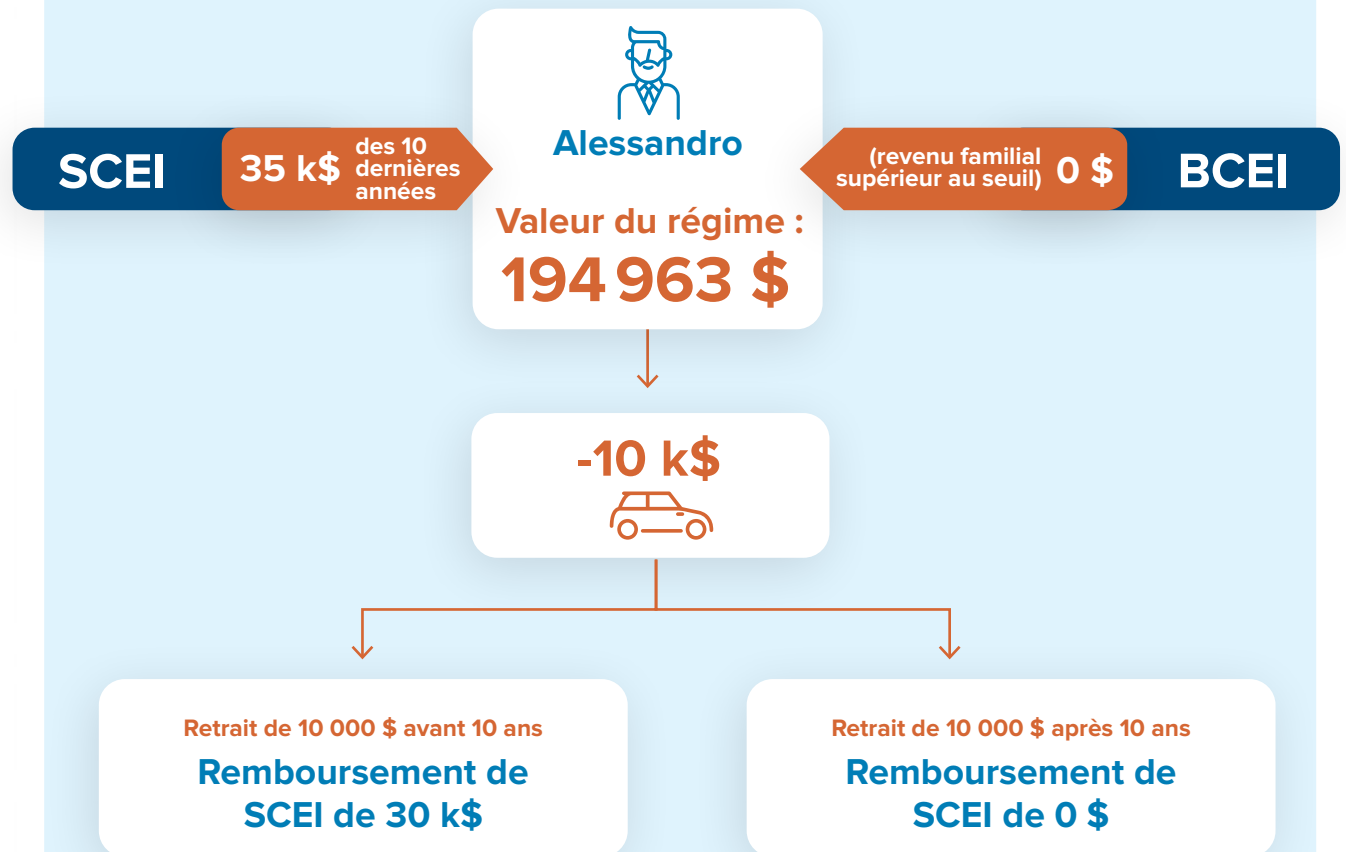 Alessandro
SCEI
35 k$
des 10
dernières
années
(revenu familial
supérieur au seuil)
0 $
BCEI
Valeur du régime :
194 963 $
-10 k$
Retrait de 10 000 $ avant 10 ans
Remboursement de
SCEI de 30 k$
Retrait de 10 000 $ après 10 ans
Remboursement de
SCEI de 0 $